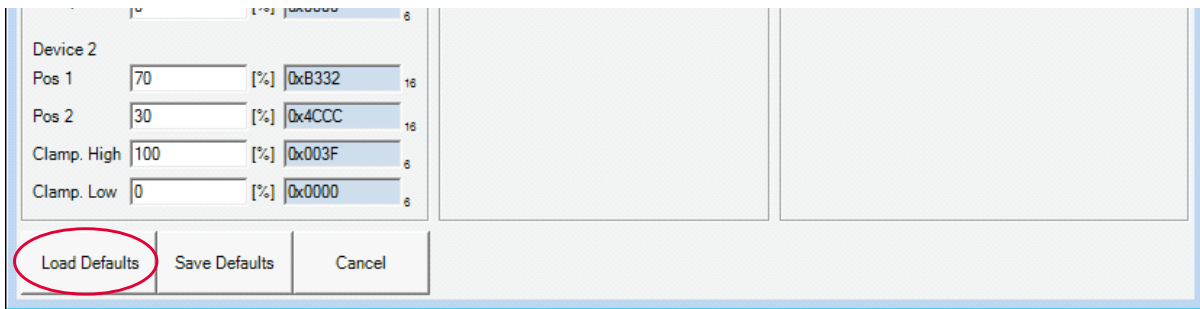 6
Device 2
Pos 1 70 [%] 0xB332 16
Pos 2 30 [%] 0x4CCC 16
Clamp. High 100 [%] 0x003F 6
Clamp. Low 0 [%] 0x0000 6
Load Defaults Save Defaults Cancel